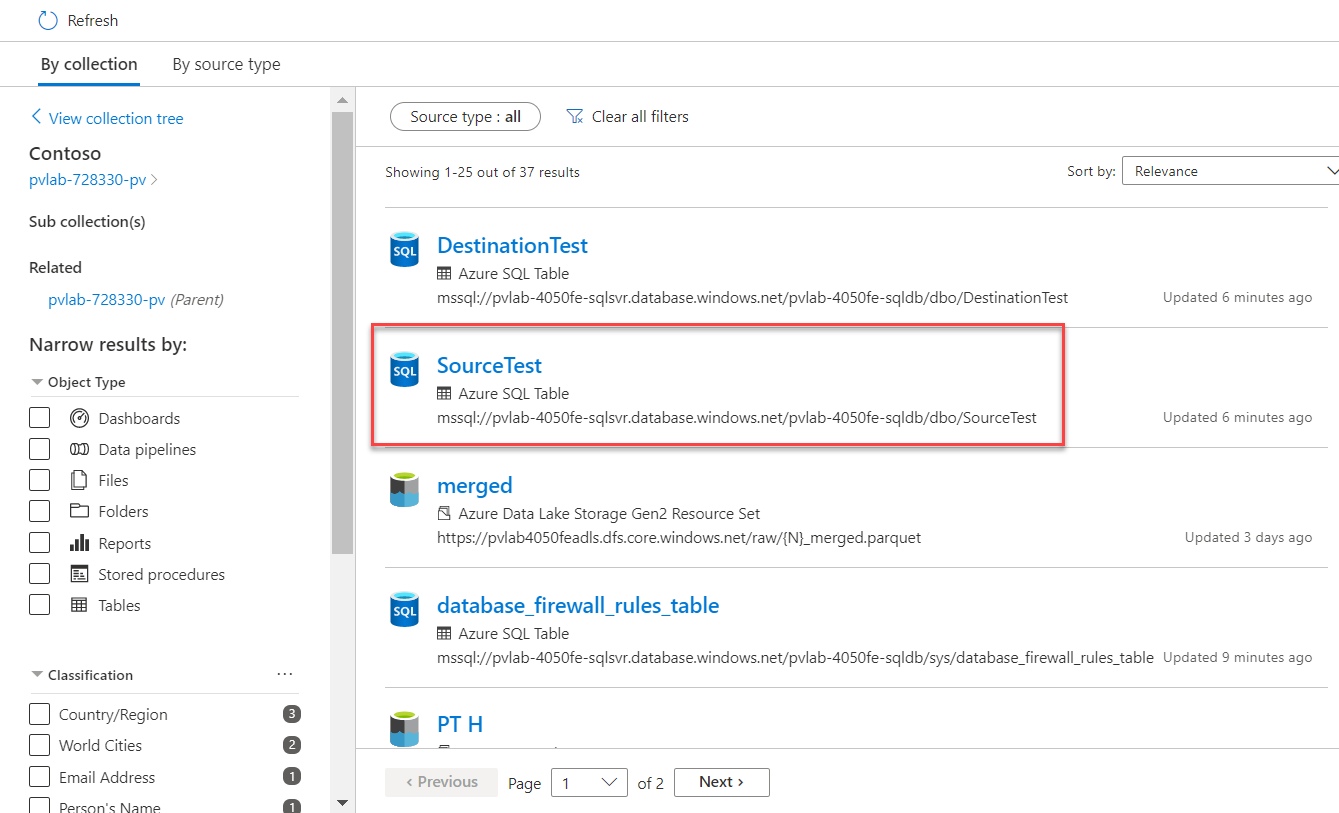 Refresh
By collection By source type
View collection tree
Contoso
pvlab-728330-pv
Sub collection(s)
Related
pvlab-728330-pv (Parent)
Narrow results by:
Object Type
Dashboards
Data pipelines
Files
Folders
Reports
Stored procedures
Tables
Classification ...
Country/Region 3
World Cities 2
Email Address 1
Person's Name 1
Source type : all Clear all filters
Showing 1-25 out of 37 results Sort by: Relevance
SQL DestinationTest
Azure SQL Table
mssql://pvlab-4050fe-sqlsvr.database.windows.net/pvlab-4050fe-sqldb/dbo/DestinationTest Updated 6 minutes ago
SQL SourceTest
Azure SQL Table
mssql://pvlab-4050fe-sqlsvr.database.windows.net/pvlab-4050fe-sqldb/dbo/SourceTest Updated 6 minutes ago
merged
Azure Data Lake Storage Gen2 Resource Set
https://pvlab4050feadls.dfs.core.windows.net/raw/{N}_merged.parquet Updated 3 days ago
SQL database_firewall_rules_table
Azure SQL Table
mssql://pvlab-4050fe-sqlsvr.database.windows.net/pvlab-4050fe-sqldb/sys/database_firewall_rules_table Updated 9 minutes ago
PT H
‹ Previous Page 1 of 2 Next ›